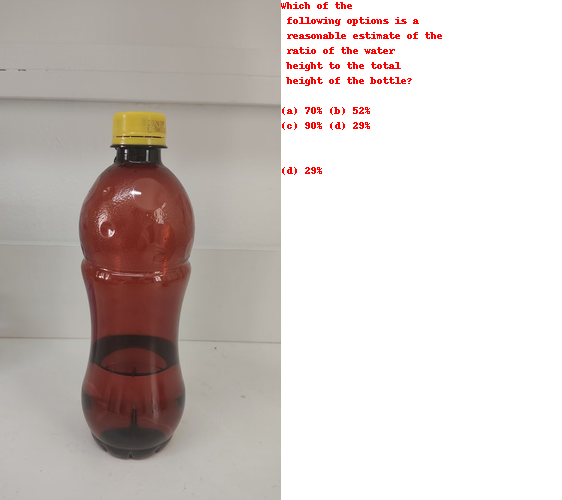 Which of the
following options is a
reasonable estimate of the
ratio of the water
height to the total
height of the bottle?
(a) 70% (b) 52%
(c) 90% (d) 29%
(d) 29%